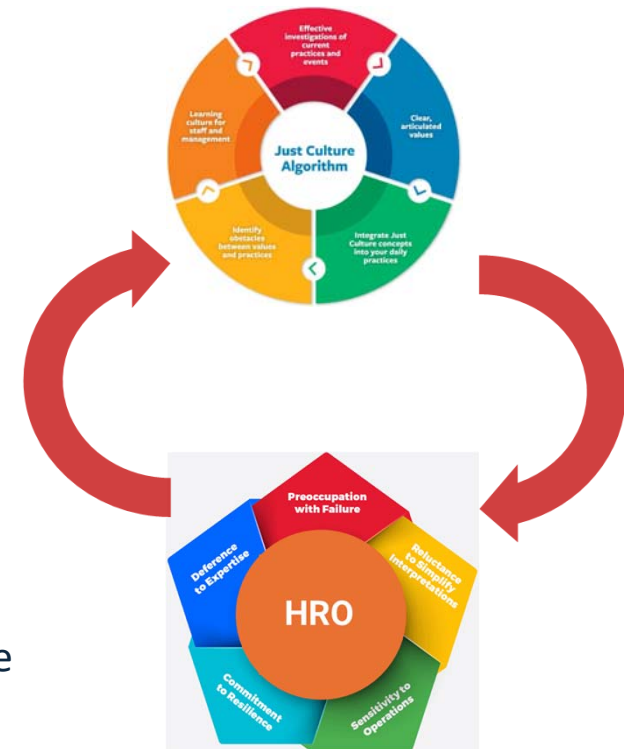 Effective
investigations of
current
practices and
events
Clear,
articulated
values
Integrate Just
Culture concepts
into your daily
practices
Identify
obstacles
between values
and practices
Learning
culture for
staff and
management
Just Culture
Algorithm
Preoccupation
with Failure
Reluctance
to Simplify
Interpretations
Sensitivity to
Operations
Commitment
to Resilience
Deference
to Expertise
HRO
e